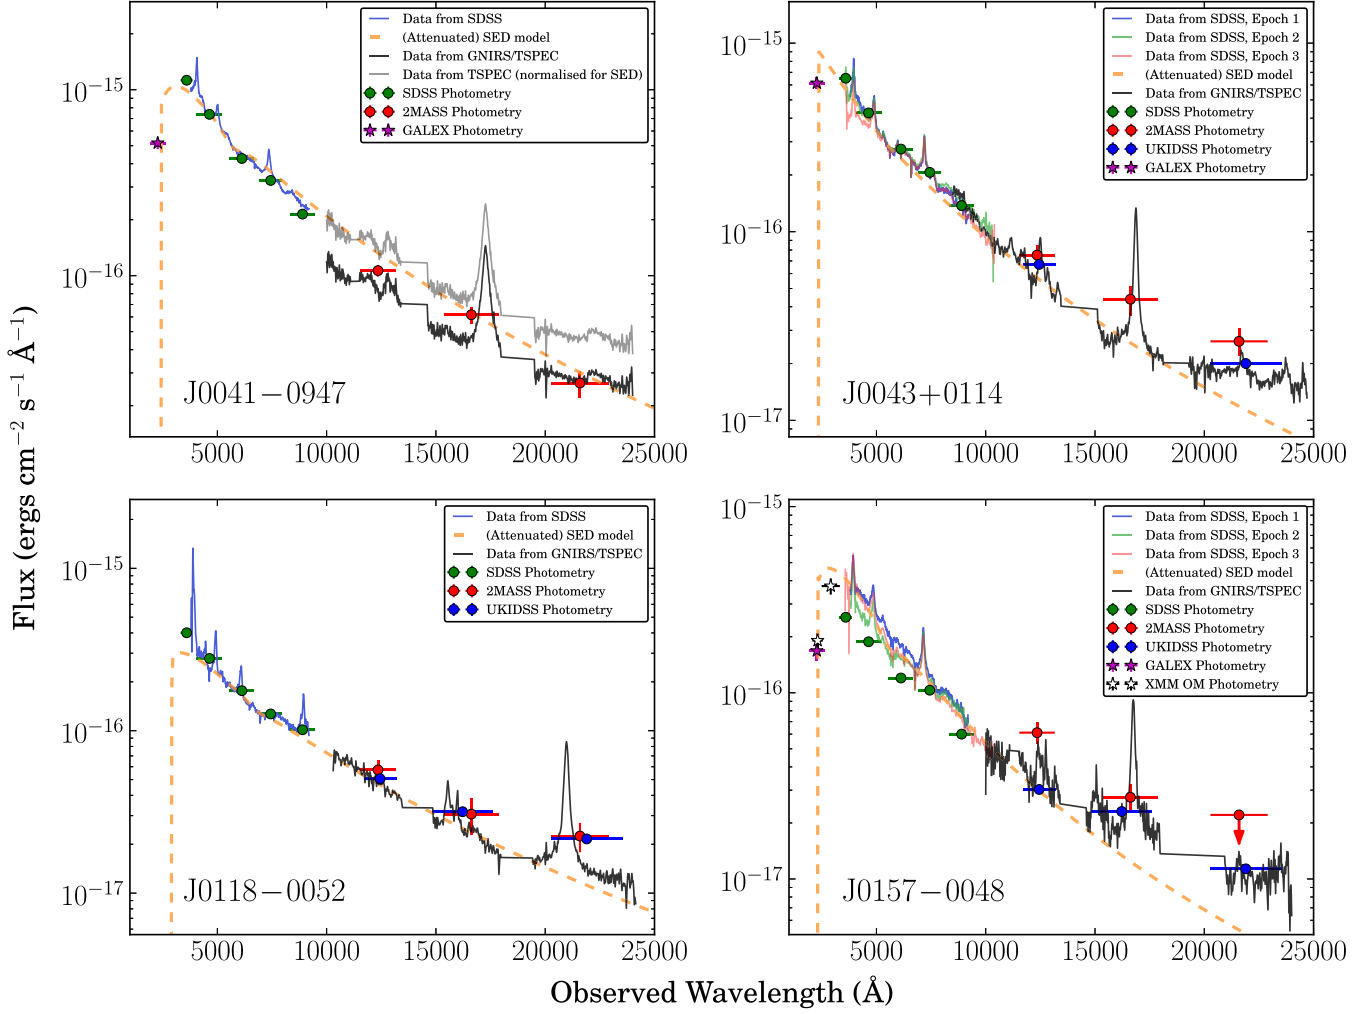 Flux (ergs cm⁻² s⁻¹ Å⁻¹)
10⁻¹⁵
10⁻¹⁶
Data from SDSS
(Attenuated) SED model
Data from GNIRS/TSPEC
Data from TSPEC (normalised for SED)
SDSS Photometry
2MASS Photometry
GALEX Photometry
J0041−0947
5000 10000 15000 20000 25000
10⁻¹⁵
10⁻¹⁶
10⁻¹⁷
Data from SDSS, Epoch 1
Data from SDSS, Epoch 2
Data from SDSS, Epoch 3
(Attenuated) SED model
Data from GNIRS/TSPEC
SDSS Photometry
2MASS Photometry
UKIDSS Photometry
GALEX Photometry
J0043+0114
5000 10000 15000 20000 25000
10⁻¹⁵
10⁻¹⁶
10⁻¹⁷
Data from SDSS
(Attenuated) SED model
Data from GNIRS/TSPEC
SDSS Photometry
2MASS Photometry
UKIDSS Photometry
J0118−0052
5000 10000 15000 20000 25000
10⁻¹⁵
10⁻¹⁶
10⁻¹⁷
Data from SDSS, Epoch 1
Data from SDSS, Epoch 2
Data from SDSS, Epoch 3
(Attenuated) SED model
Data from GNIRS/TSPEC
SDSS Photometry
2MASS Photometry
UKIDSS Photometry
GALEX Photometry
XMM OM Photometry
J0157−0048
5000 10000 15000 20000 25000
Observed Wavelength (Å)